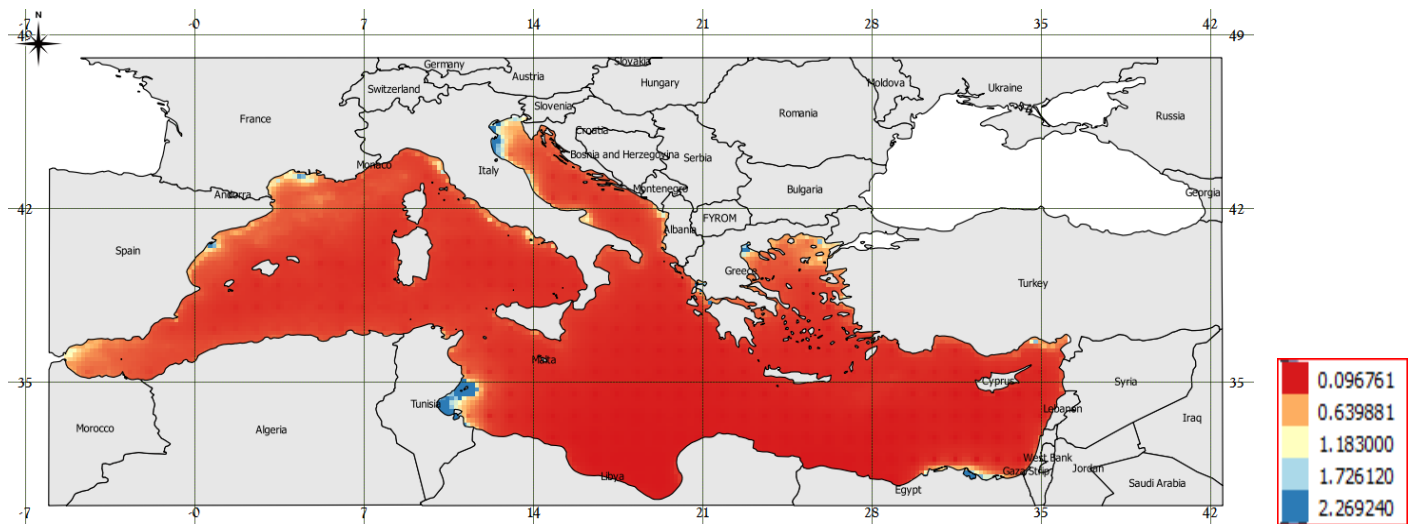 N
-7 -0 7 14 21 28 35 42
49 49
Germany
Slovakia
Austria
Hungary
Switzerland
Moldova
Ukraine
Slovenia
Romania
Russia
France
Croatia
Bosnia and Herzegovina
Serbia
Monaco
Italy
Andorra
Montenegro
Bulgaria
Georgia
42 42
FYROM
Albania
Spain
Greece
Turkey
Malta
35 35
Cyprus
Syria
Tunisia
Lebanon
Morocco
Algeria
Iraq
West Bank
Gaza Strip
Jordan
Libya
Egypt
Saudi Arabia
-7 -0 7 14 21 28 35 42
0.096761
0.639881
1.183000
1.726120
2.269240